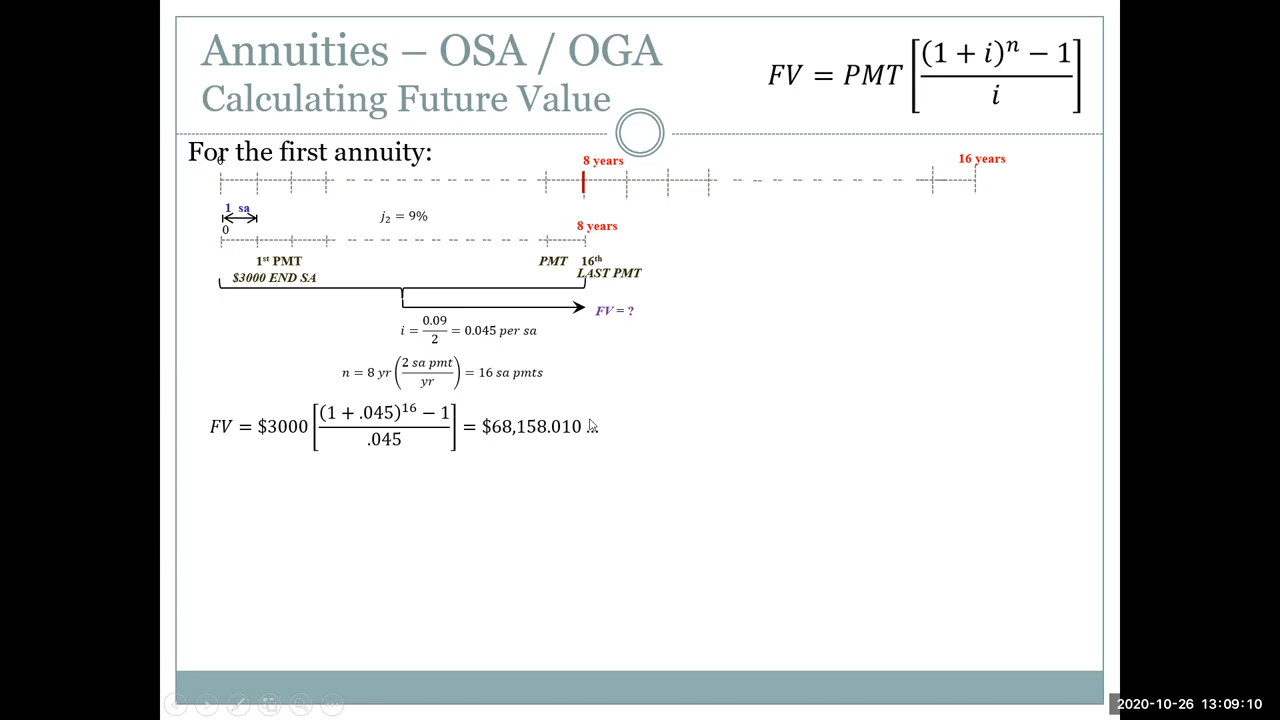 Annuities – OSA / OGA
Calculating Future Value
FV = PMT [((1 + i)^n − 1)/i]
For the first annuity:
0
8 years
16 years
1 sa
j₂ = 9%
0
8 years
1st PMT
$3000 END SA
PMT 16th
LAST PMT
FV = ?
i = 0.09/2 = 0.045 per sa
n = 8 yr (2 sa pmt/yr) = 16 sa pmts
FV = $3000 [((1 + .045)^16 − 1)/.045] = $68,158.010 ...
2020-10-26 13:09:10